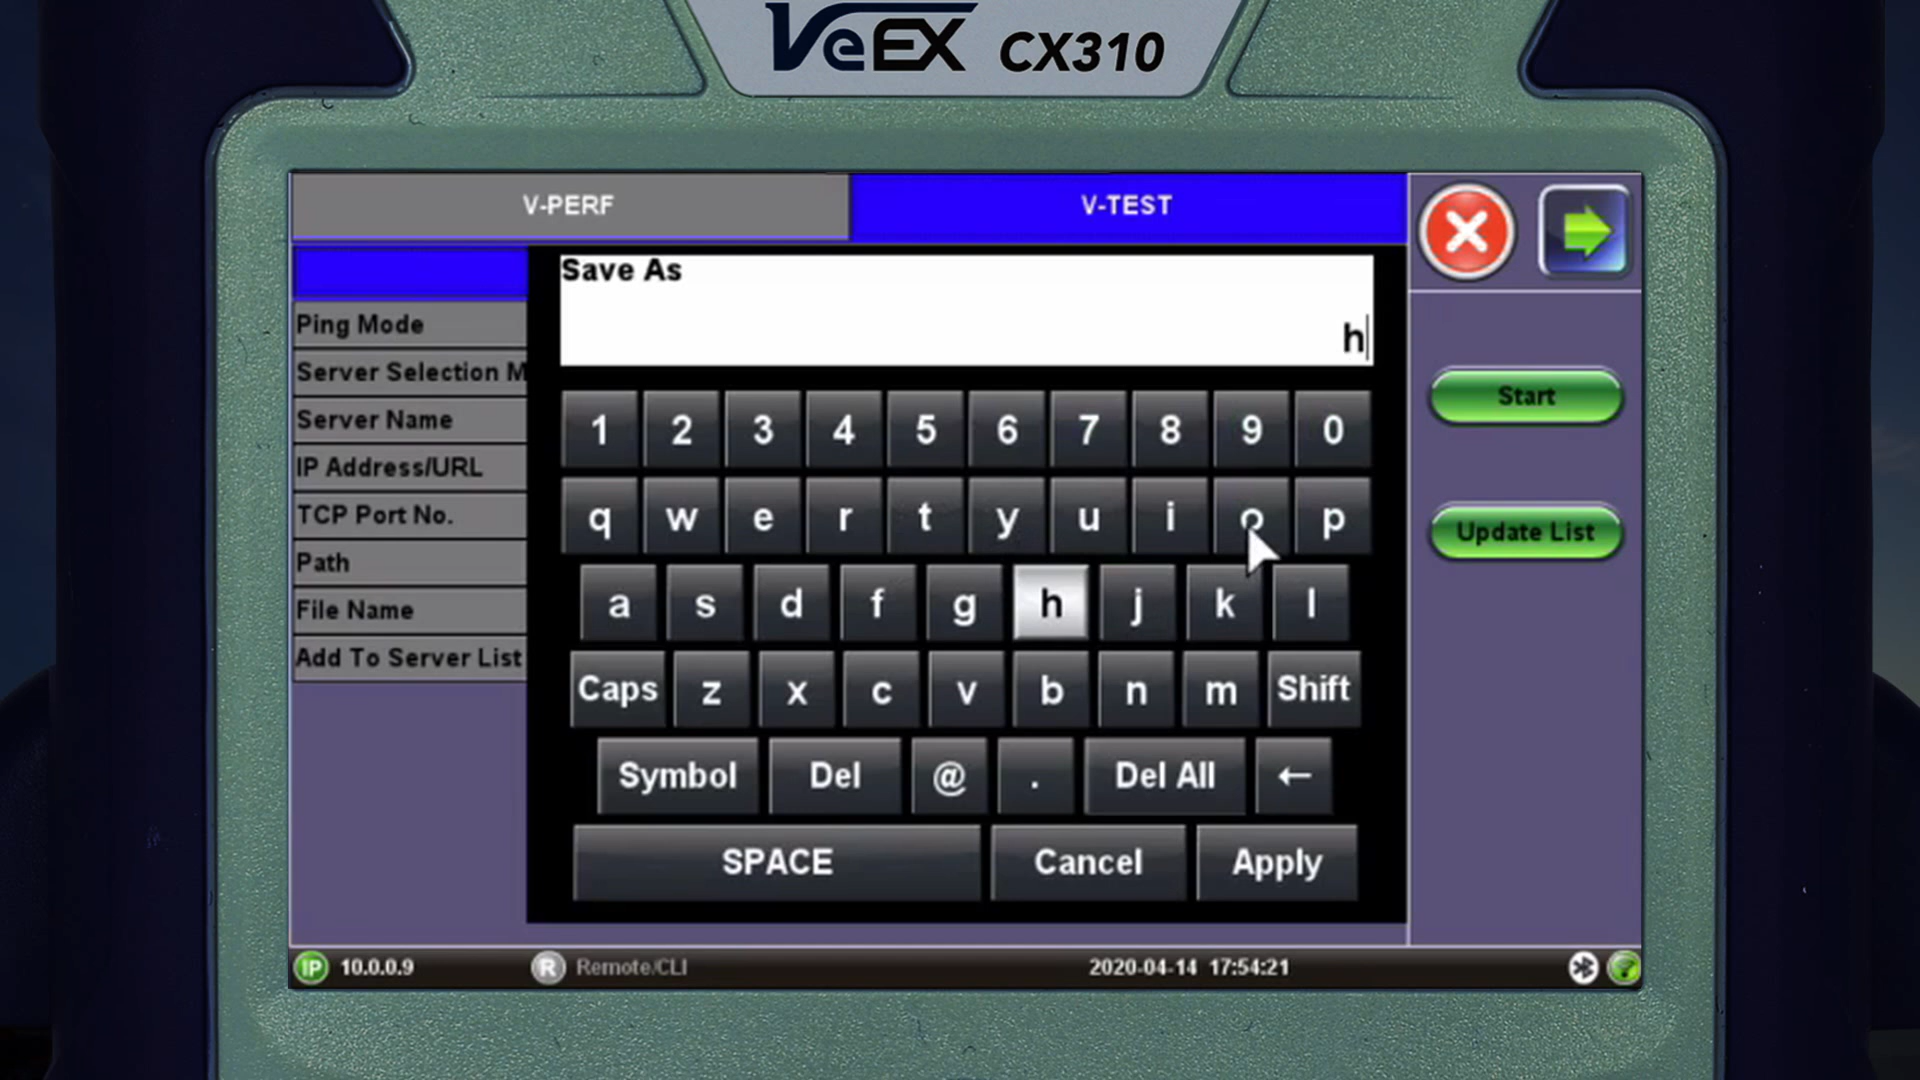 VeEX CX310
V-PERF V-TEST
Save As
h
Ping Mode
Server Selection M
Server Name
IP Address/URL
TCP Port No.
Path
File Name
Add To Server List
1 2 3 4 5 6 7 8 9 0
q w e r t y u i o p
a s d f g h j k l
Caps z x c v b n m Shift
Symbol Del @ . Del All ←
SPACE Cancel Apply
Start
Update List
IP 10.0.0.9 R Remote/CLI 2020-04-14 17:54:21